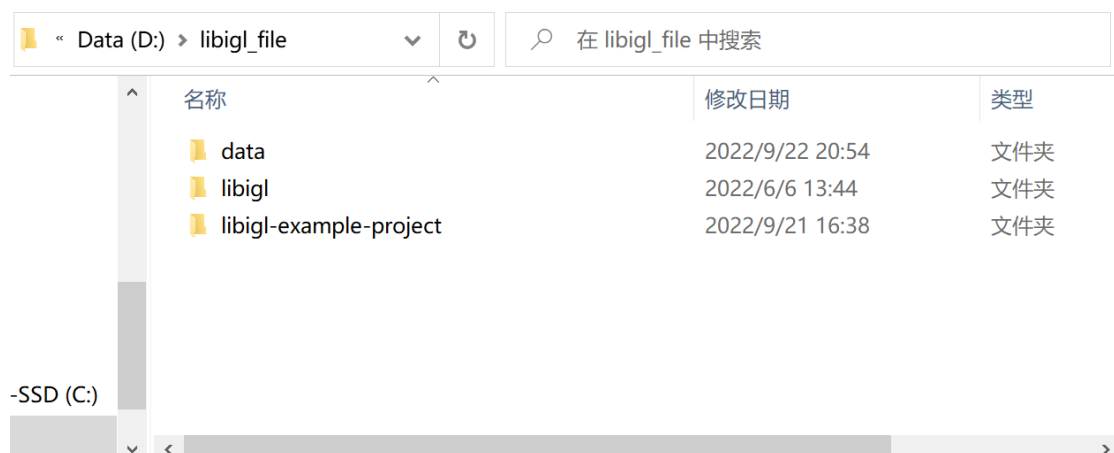 « Data (D:) > libigl_file 在 libigl_file 中搜索
名称 修改日期 类型
data 2022/9/22 20:54 文件夹
libigl 2022/6/6 13:44 文件夹
libigl-example-project 2022/9/21 16:38 文件夹
-SSD (C:)